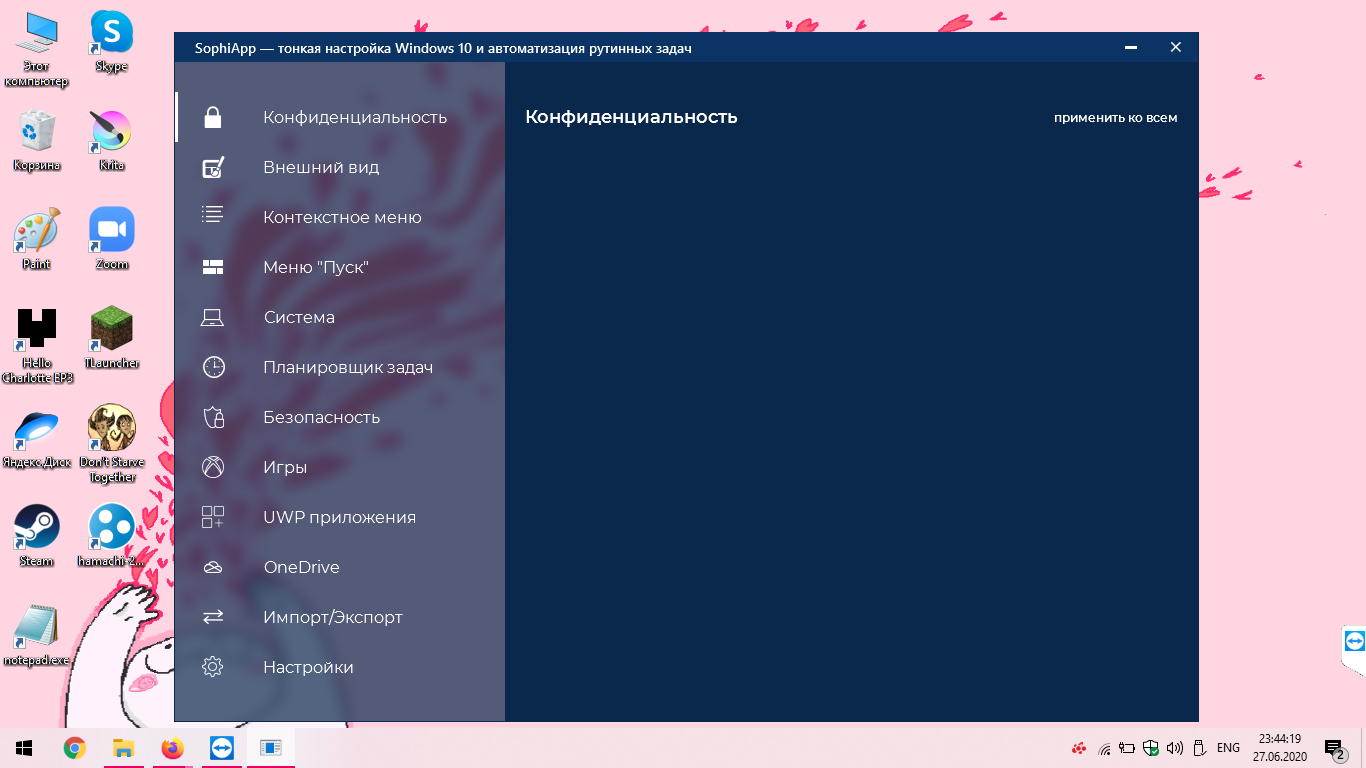 Этот
компьютер
Skype
Корзина
Krita
Paint
Zoom
Hello
Charlotte EP3
TLauncher
Яндекс.Диск
Don't Starve
Together
Steam
hamachi-2...
notepad.exe
SophiApp — тонкая настройка Windows 10 и автоматизация рутинных задач
Конфиденциальность
Внешний вид
Контекстное меню
Меню "Пуск"
Система
Планировщик задач
Безопасность
Игры
UWP приложения
OneDrive
Импорт/Экспорт
Настройки
Конфиденциальность
применить ко всем
ENG
23:44:19
27.06.2020
2